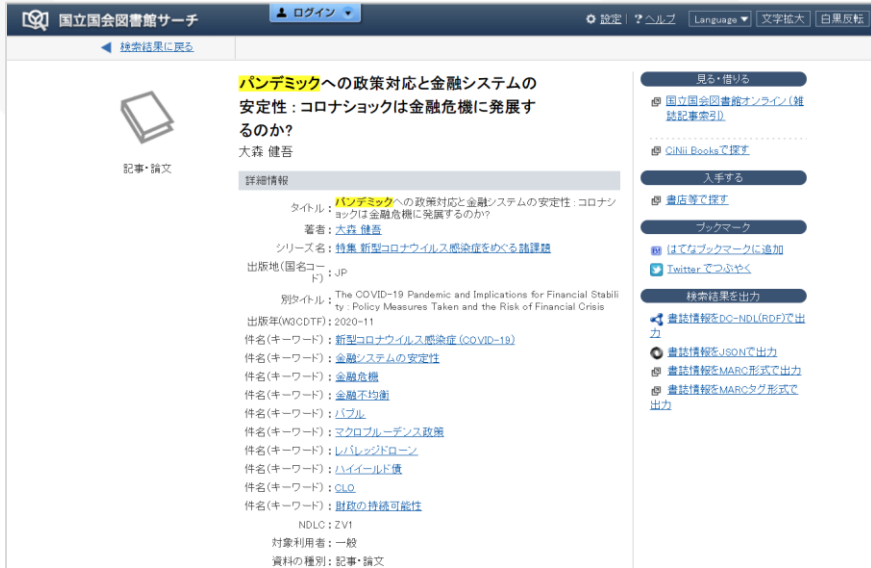 国立国会図書館サーチ
ログイン
設定 | ? ヘルプ
Language ▼
文字拡大
白黒反転
検索結果に戻る
記事・論文
パンデミックへの政策対応と金融システムの
安定性 : コロナショックは金融危機に発展す
るのか?
大森 健吾
詳細情報
タイトル : パンデミックへの政策対応と金融システムの安定性 : コロナシ
ョックは金融危機に発展するのか?
著者 : 大森 健吾
シリーズ名 : 特集 新型コロナウイルス感染症をめぐる諸課題
出版地(国名コー
ド) : JP
別タイトル : The COVID-19 Pandemic and Implications for Financial Stabili
ty : Policy Measures Taken and the Risk of Financial Crisis
出版年(W3CDTF) : 2020-11
件名(キーワード) : 新型コロナウイルス感染症 (COVID-19)
件名(キーワード) : 金融システムの安定性
件名(キーワード) : 金融危機
件名(キーワード) : 金融不均衡
件名(キーワード) : バブル
件名(キーワード) : マクロプルーデンス政策
件名(キーワード) : レバレッジドローン
件名(キーワード) : ハイイールド債
件名(キーワード) : CLO
件名(キーワード) : 財政の持続可能性
NDLC : ZV1
対象利用者 : 一般
資料の種別 : 記事・論文
見る・借りる
国立国会図書館オンライン(雑
誌記事索引)
CiNii Booksで探す
入手する
書店等で探す
ブックマーク
はてなブックマークに追加
Twitter でつぶやく
検索結果を出力
書誌情報をDC-NDL(RDF)で出
力
書誌情報をJSONで出力
書誌情報をMARC形式で出力
書誌情報をMARCタグ形式で
出力